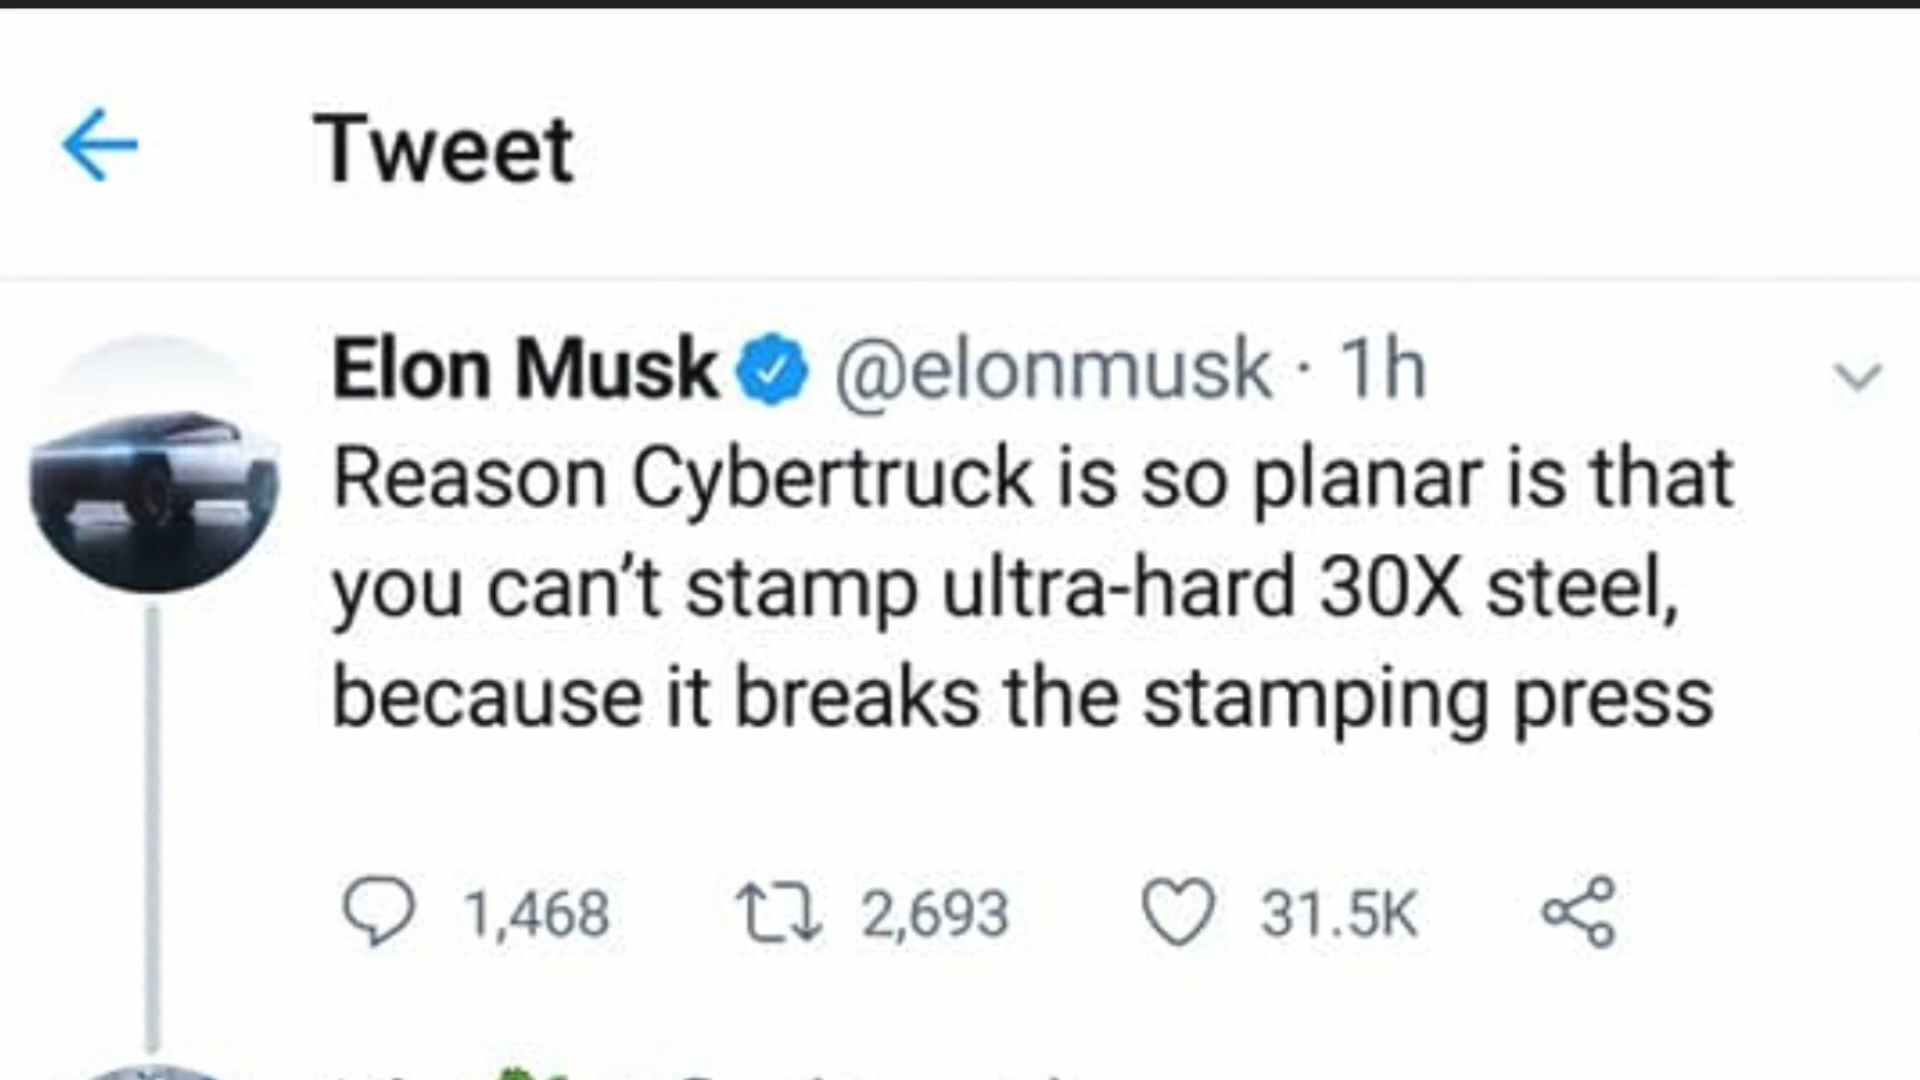 Tweet
Elon Musk @elonmusk · 1h
Reason Cybertruck is so planar is that
you can’t stamp ultra-hard 30X steel,
because it breaks the stamping press
1,468 2,693 31.5K